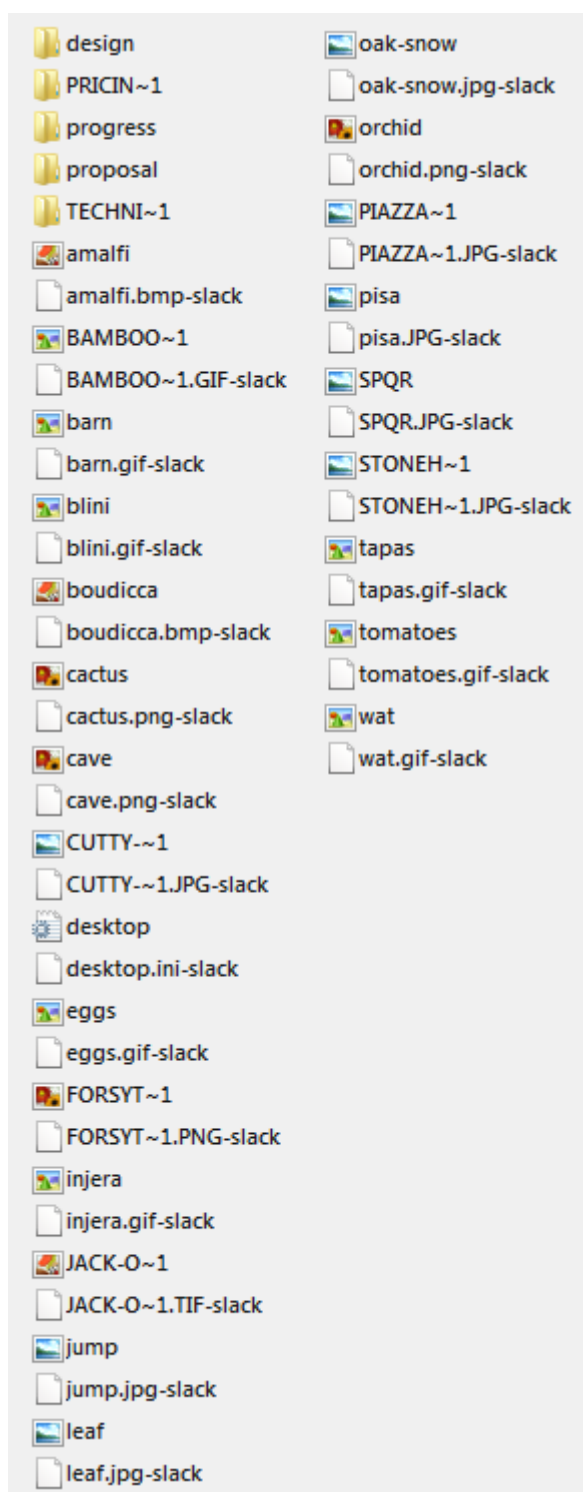 design
PRICIN~1
progress
proposal
TECHNI~1
amalfi
amalfi.bmp-slack
BAMBOO~1
BAMBOO~1.GIF-slack
barn
barn.gif-slack
blini
blini.gif-slack
boudicca
boudicca.bmp-slack
cactus
cactus.png-slack
cave
cave.png-slack
CUTTY-~1
CUTTY-~1.JPG-slack
desktop
desktop.ini-slack
eggs
eggs.gif-slack
FORSYT~1
FORSYT~1.PNG-slack
injera
injera.gif-slack
JACK-O~1
JACK-O~1.TIF-slack
jump
jump.jpg-slack
leaf
leaf.jpg-slack
oak-snow
oak-snow.jpg-slack
orchid
orchid.png-slack
PIAZZA~1
PIAZZA~1.JPG-slack
pisa
pisa.JPG-slack
SPQR
SPQR.JPG-slack
STONEH~1
STONEH~1.JPG-slack
tapas
tapas.gif-slack
tomatoes
tomatoes.gif-slack
wat
wat.gif-slack